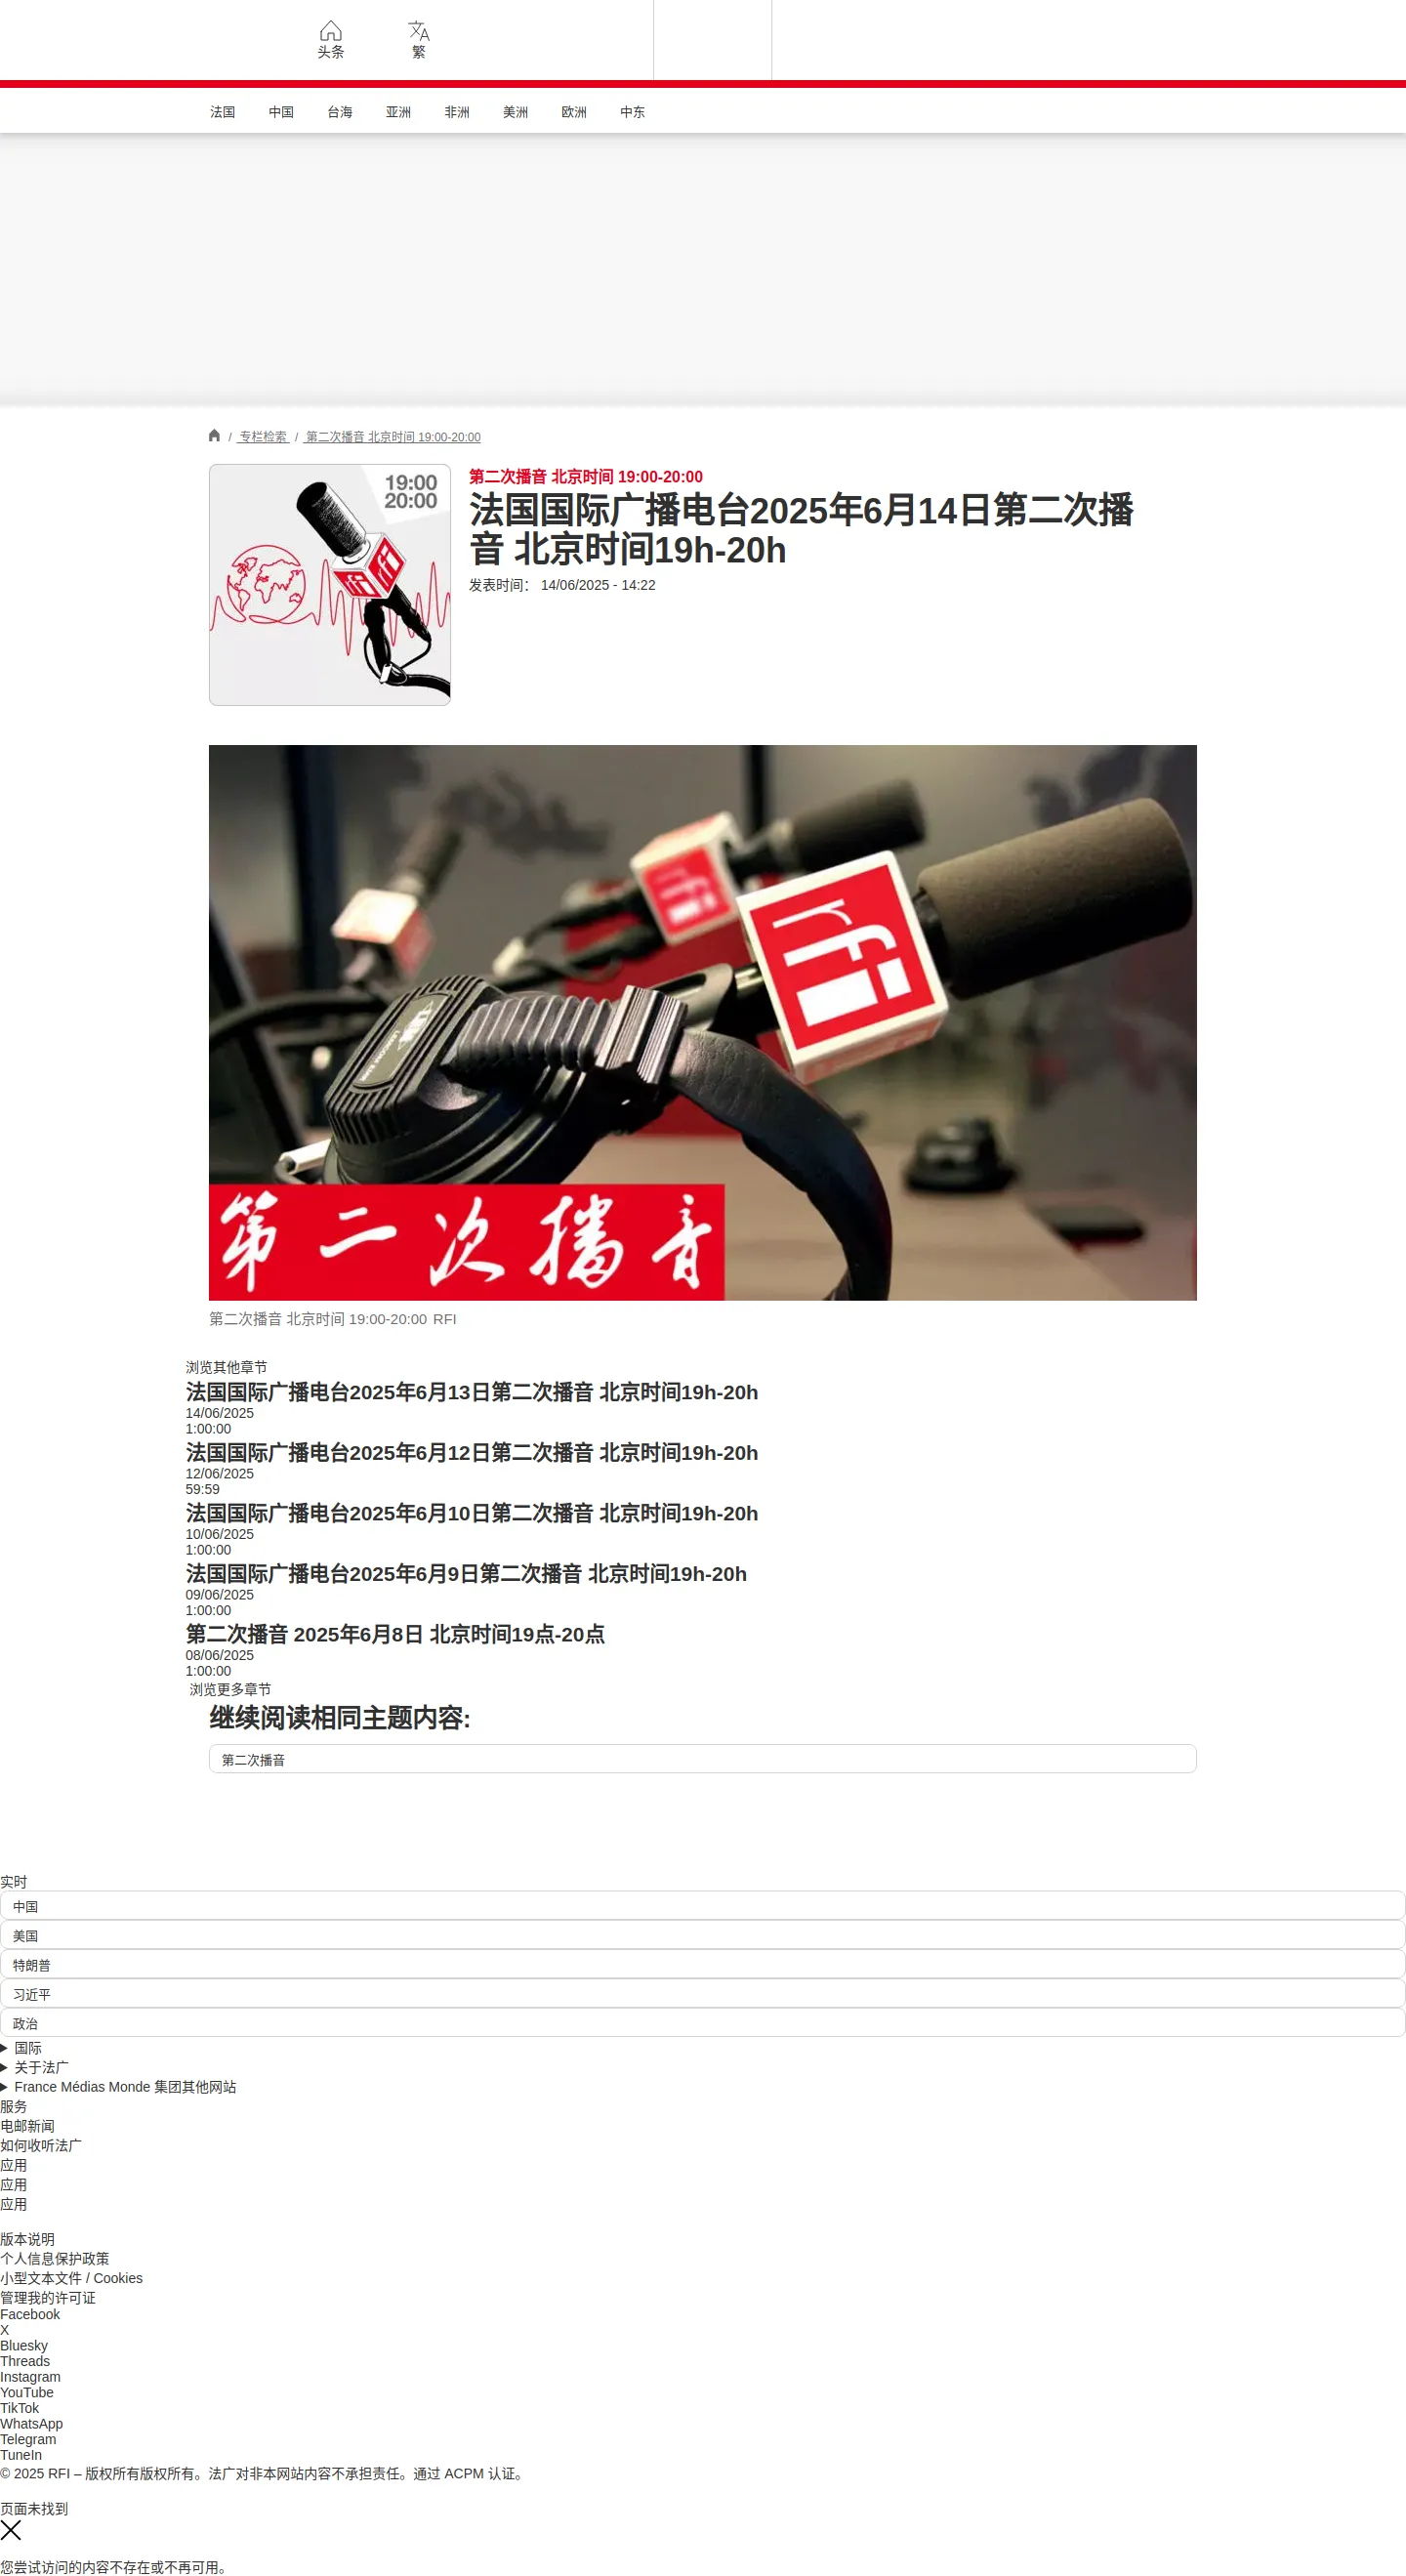 头条
繁
法国 中国 台海 亚洲 非洲 美洲 欧洲 中东
/ 专栏检索 / 第二次播音 北京时间 19:00-20:00
19:00
20:00
rfi rfi
第二次播音 北京时间 19:00-20:00
法国国际广播电台2025年6月14日第二次播
音 北京时间19h-20h
发表时间： 14/06/2025 - 14:22
rfi
rfi
第二次播音
第二次播音 北京时间 19:00-20:00 RFI
浏览其他章节
法国国际广播电台2025年6月13日第二次播音 北京时间19h-20h
14/06/2025
1:00:00
法国国际广播电台2025年6月12日第二次播音 北京时间19h-20h
12/06/2025
59:59
法国国际广播电台2025年6月10日第二次播音 北京时间19h-20h
10/06/2025
1:00:00
法国国际广播电台2025年6月9日第二次播音 北京时间19h-20h
09/06/2025
1:00:00
第二次播音 2025年6月8日 北京时间19点-20点
08/06/2025
1:00:00
浏览更多章节
继续阅读相同主题内容:
第二次播音
实时
中国
美国
特朗普
习近平
政治
国际
关于法广
France Médias Monde 集团其他网站
服务
电邮新闻
如何收听法广
应用
应用
应用
版本说明
个人信息保护政策
小型文本文件 / Cookies
管理我的许可证
Facebook
X
Bluesky
Threads
Instagram
YouTube
TikTok
WhatsApp
Telegram
TuneIn
© 2025 RFI – 版权所有版权所有。法广对非本网站内容不承担责任。通过 ACPM 认证。
页面未找到
您尝试访问的内容不存在或不再可用。